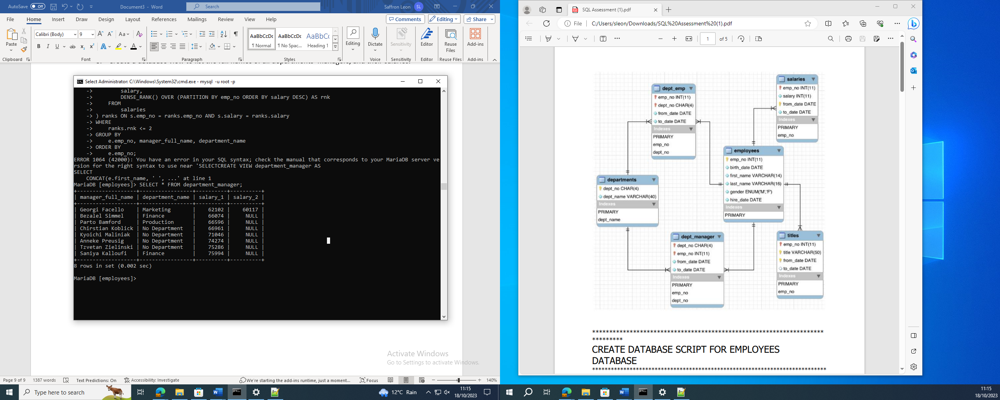 AutoSave Off Document3 - Word Search Saffron Leon SL
File Home Insert Draw Design Layout References Mailings Review View Help Comments Editing Share
Paste Calibri (Body) 9 Aa
B I U ab x₂ x² A A
AaBbCcDc AaBbCcDc AaBbCc
¶ Normal ¶ No Spac... Heading 1
Editing Dictate Sensitivity Editor Reuse Files Add-ins
Clipboard Font Paragraph Styles Voice Sensitivity Editor Reuse Files Add-ins
Select Administrator: C:\Windows\System32\cmd.exe - mysql -u root -p
-> salary,
-> DENSE_RANK() OVER (PARTITION BY emp_no ORDER BY salary DESC) AS rnk
-> FROM
-> salaries
-> ) ranks ON s.emp_no = ranks.emp_no AND s.salary = ranks.salary
-> WHERE
-> ranks.rnk <= 2
-> GROUP BY
-> e.emp_no, manager_full_name, department_name
-> ORDER BY
-> e.emp_no;
ERROR 1064 (42000): You have an error in your SQL syntax; check the manual that corresponds to your MariaDB server ve
rsion for the right syntax to use near 'SELECTCREATE VIEW department_manager AS
SELECT
CONCAT(e.first_name, ' ', ...' at line 1
MariaDB [employees]> SELECT * FROM department_manager;
+-------------------+-----------------+----------+----------+
| manager_full_name | department_name | salary_1 | salary_2 |
+-------------------+-----------------+----------+----------+
| Georgi Facello | Marketing | 62102 | 60117 |
| Bezalel Simmel | Finance | 66074 | NULL |
| Parto Bamford | Production | 66596 | NULL |
| Chirstian Koblick | No Department | 66961 | NULL |
| Kyoichi Maliniak | No Department | 71046 | NULL |
| Anneke Preusig | No Department | 74274 | NULL |
| Tzvetan Zielinski | No Department | 75286 | NULL |
| Saniya Kalloufi | Finance | 75994 | NULL |
+-------------------+-----------------+----------+----------+
8 rows in set (0.002 sec)
MariaDB [employees]>
Activate Windows
Go to Settings to activate Windows.
Page 9 of 9 1387 words Text Predictions: On Accessibility: Investigate We're starting the add-ins runtime, just a moment... Focus 140%
Type here to search 12°C Rain 11:15
18/10/2023
SQL Assessment (1).pdf
File C:/Users/sleon/Downloads/SQL%20Assessment%20(1).pdf
1 of 5
salaries
emp_no INT(11)
salary INT(11)
from_date DATE
to_date DATE
Indexes
PRIMARY
emp_no
dept_emp
emp_no INT(11)
dept_no CHAR(4)
from_date DATE
to_date DATE
Indexes
PRIMARY
emp_no
dept_no
employees
emp_no INT(11)
birth_date DATE
first_name VARCHAR(14)
last_name VARCHAR(16)
gender ENUM('M','F')
hire_date DATE
Indexes
PRIMARY
departments
dept_no CHAR(4)
dept_name VARCHAR(40)
Indexes
PRIMARY
dept_name
dept_manager
dept_no CHAR(4)
emp_no INT(11)
from_date DATE
to_date DATE
Indexes
PRIMARY
emp_no
dept_no
titles
emp_no INT(11)
title VARCHAR(50)
from_date DATE
to_date DATE
Indexes
PRIMARY
emp_no
CREATE DATABASE SCRIPT FOR EMPLOYEES
DATABASE
11:15
18/10/2023